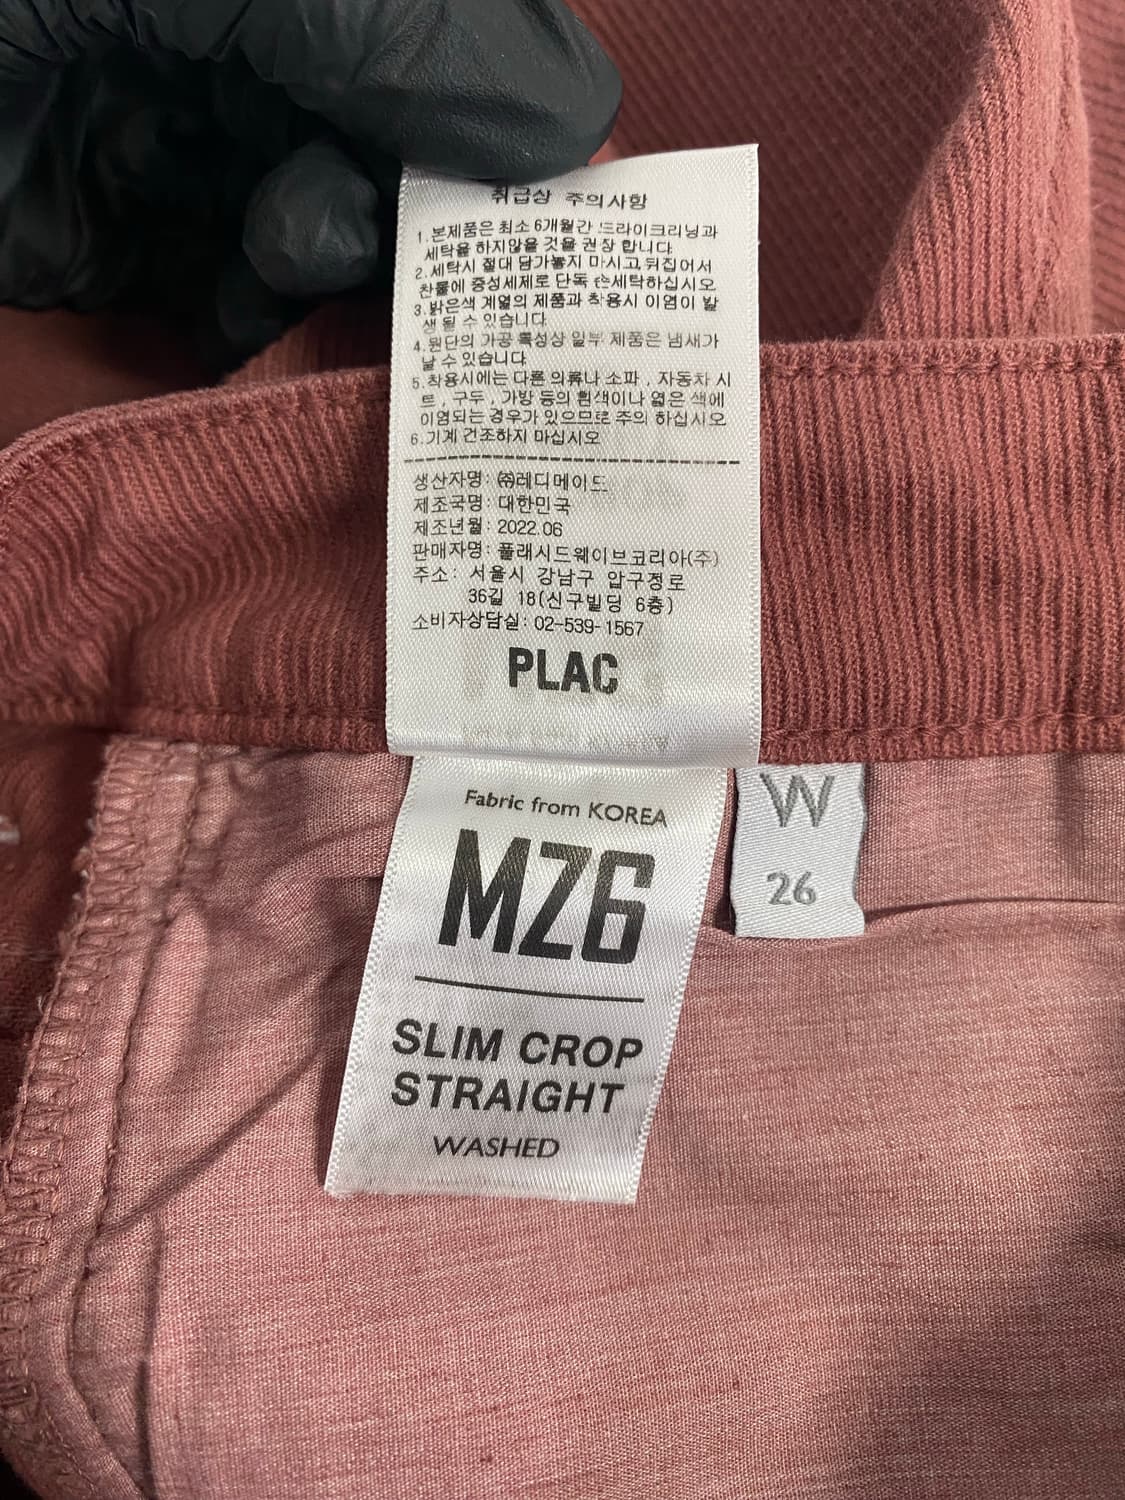 취급상 주의사항
1.본제품은 최소 6개월간 드라이크리닝과
세탁을 하지않을 것을 권장 합니다
2.세탁시 절대 담가놓지 마시고 뒤집어서
찬물에 중성세제로 단독 손세탁하십시오
3.밝은색 계열의 제품과 착용시 이염이 발
생 될 수 있습니다
4.원단의 가공 특성상 일부 제품은 냄새가
날 수 있습니다
5.착용시에는 다른 의류나 소파, 자동차 시
트, 구두, 가방 등의 흰색이나 엷은 색에
이염되는 경우가 있으므로 주의 하십시오
6.기계 건조하지 마십시오
생산자명: ㈜레디메이드
제조국명: 대한민국
제조년월: 2022.06
판매자명: 플래시드웨이브코리아(주)
주소: 서울시 강남구 압구정로
36길 18(신구빌딩 6층)
소비자상담실: 02-539-1567
PLAC
Fabric from KOREA
MZ6
SLIM CROP
STRAIGHT
WASHED
W
26